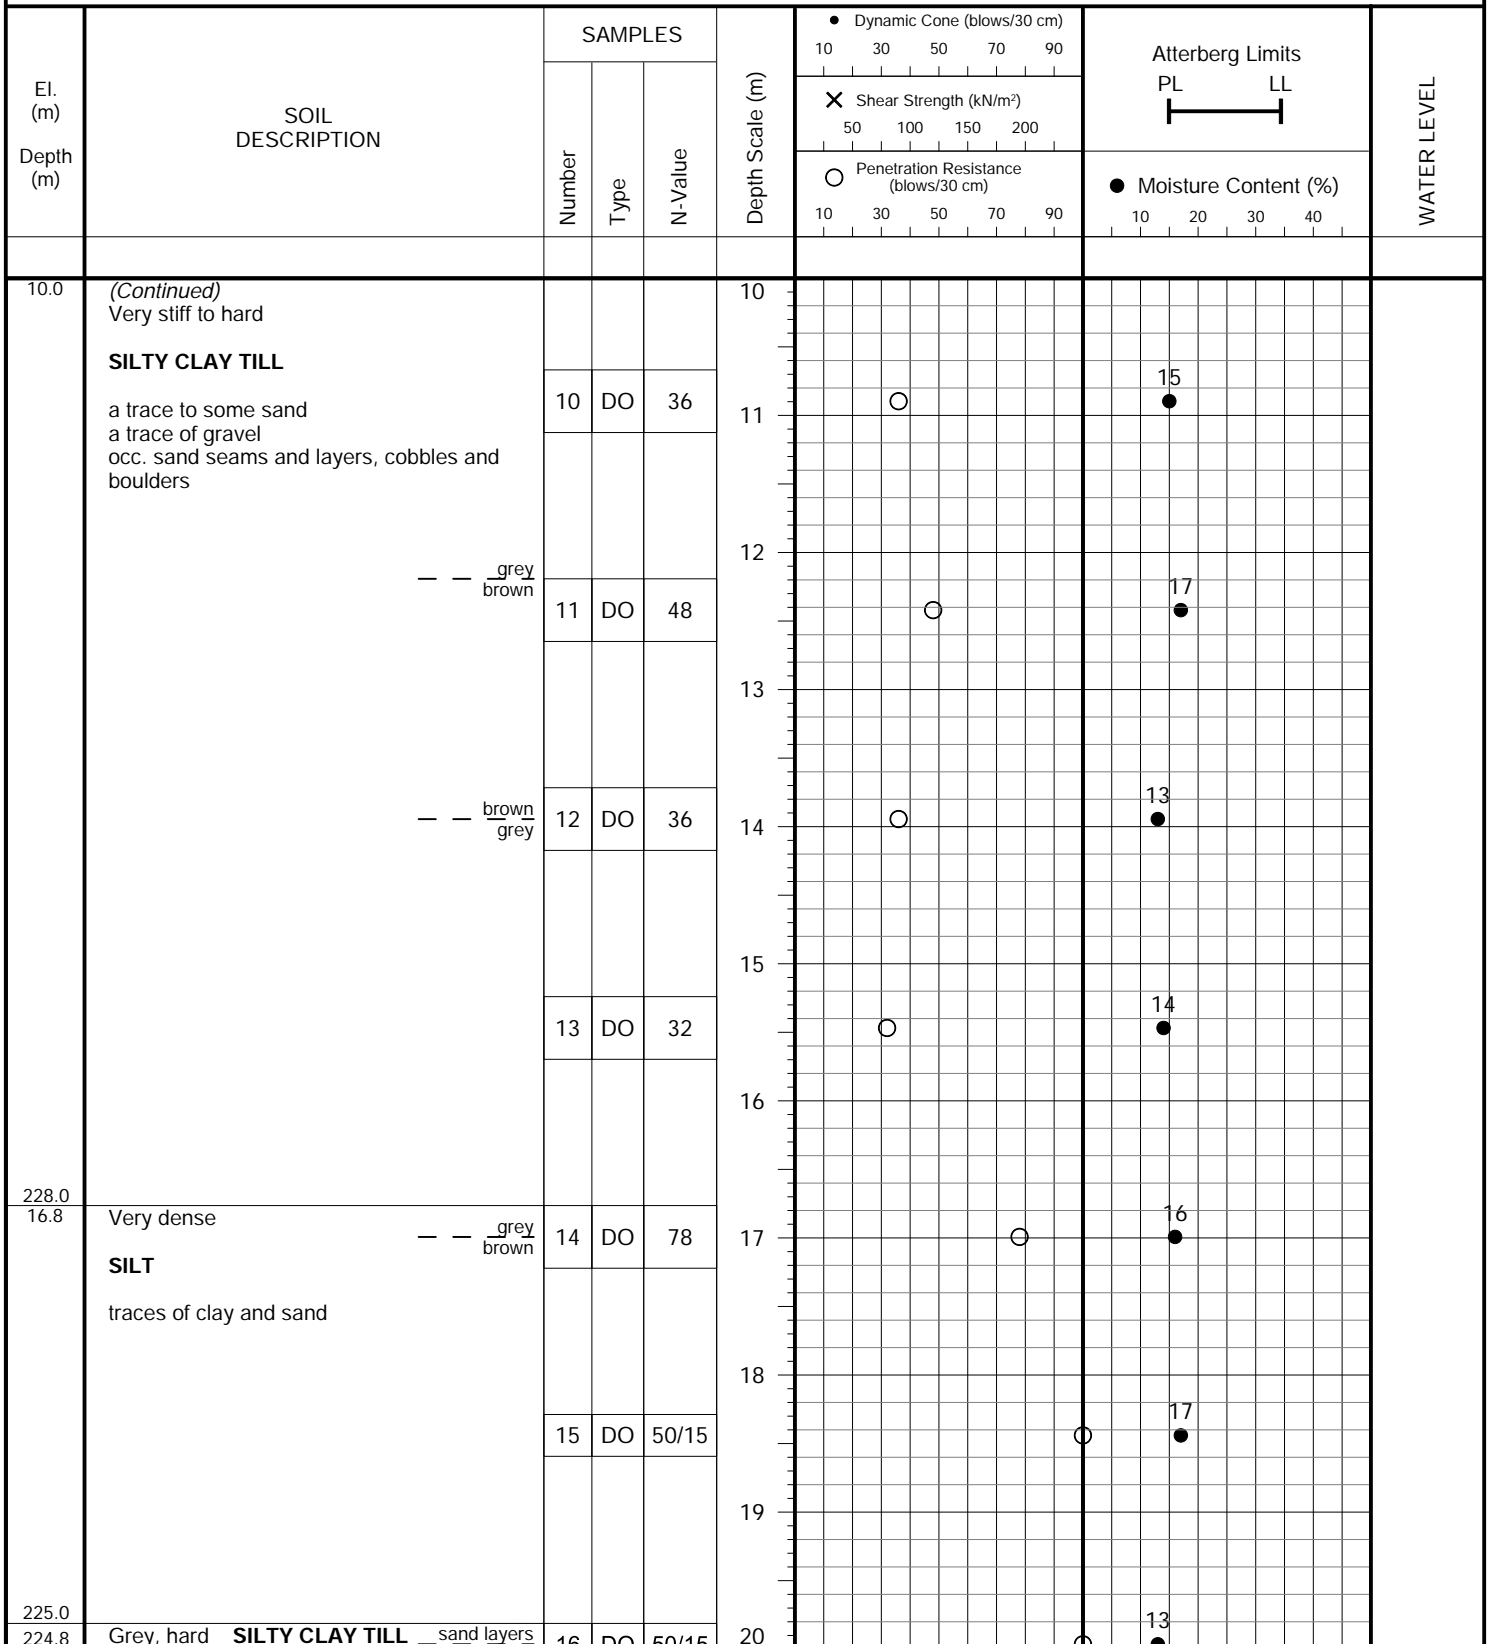 El.
(m)
Depth
(m)
SOIL
DESCRIPTION
SAMPLES
Number
Type
N-Value
Depth Scale (m)
Dynamic Cone (blows/30 cm)
10 30 50 70 90
Shear Strength (kN/m²)
50 100 150 200
Penetration Resistance
(blows/30 cm)
10 30 50 70 90
Atterberg Limits
PL LL
Moisture Content (%)
10 20 30 40
WATER LEVEL
10.0 (Continued) 10
Very stiff to hard
SILTY CLAY TILL
15
a trace to some sand 10 DO 36
11
a trace of gravel
occ. sand seams and layers, cobbles and
boulders
12
grey
brown
17
11 DO 48
13
13
brown
grey
12 DO 36
14
15
14
13 DO 32
16
228.0
16.8 Very dense
16
grey
brown
14 DO 78
17
SILT
traces of clay and sand
18
17
15 DO 50/15
19
225.0
13
224.8 Grey, hard SILTY CLAY TILL sand layers 16 DO 50/15 20